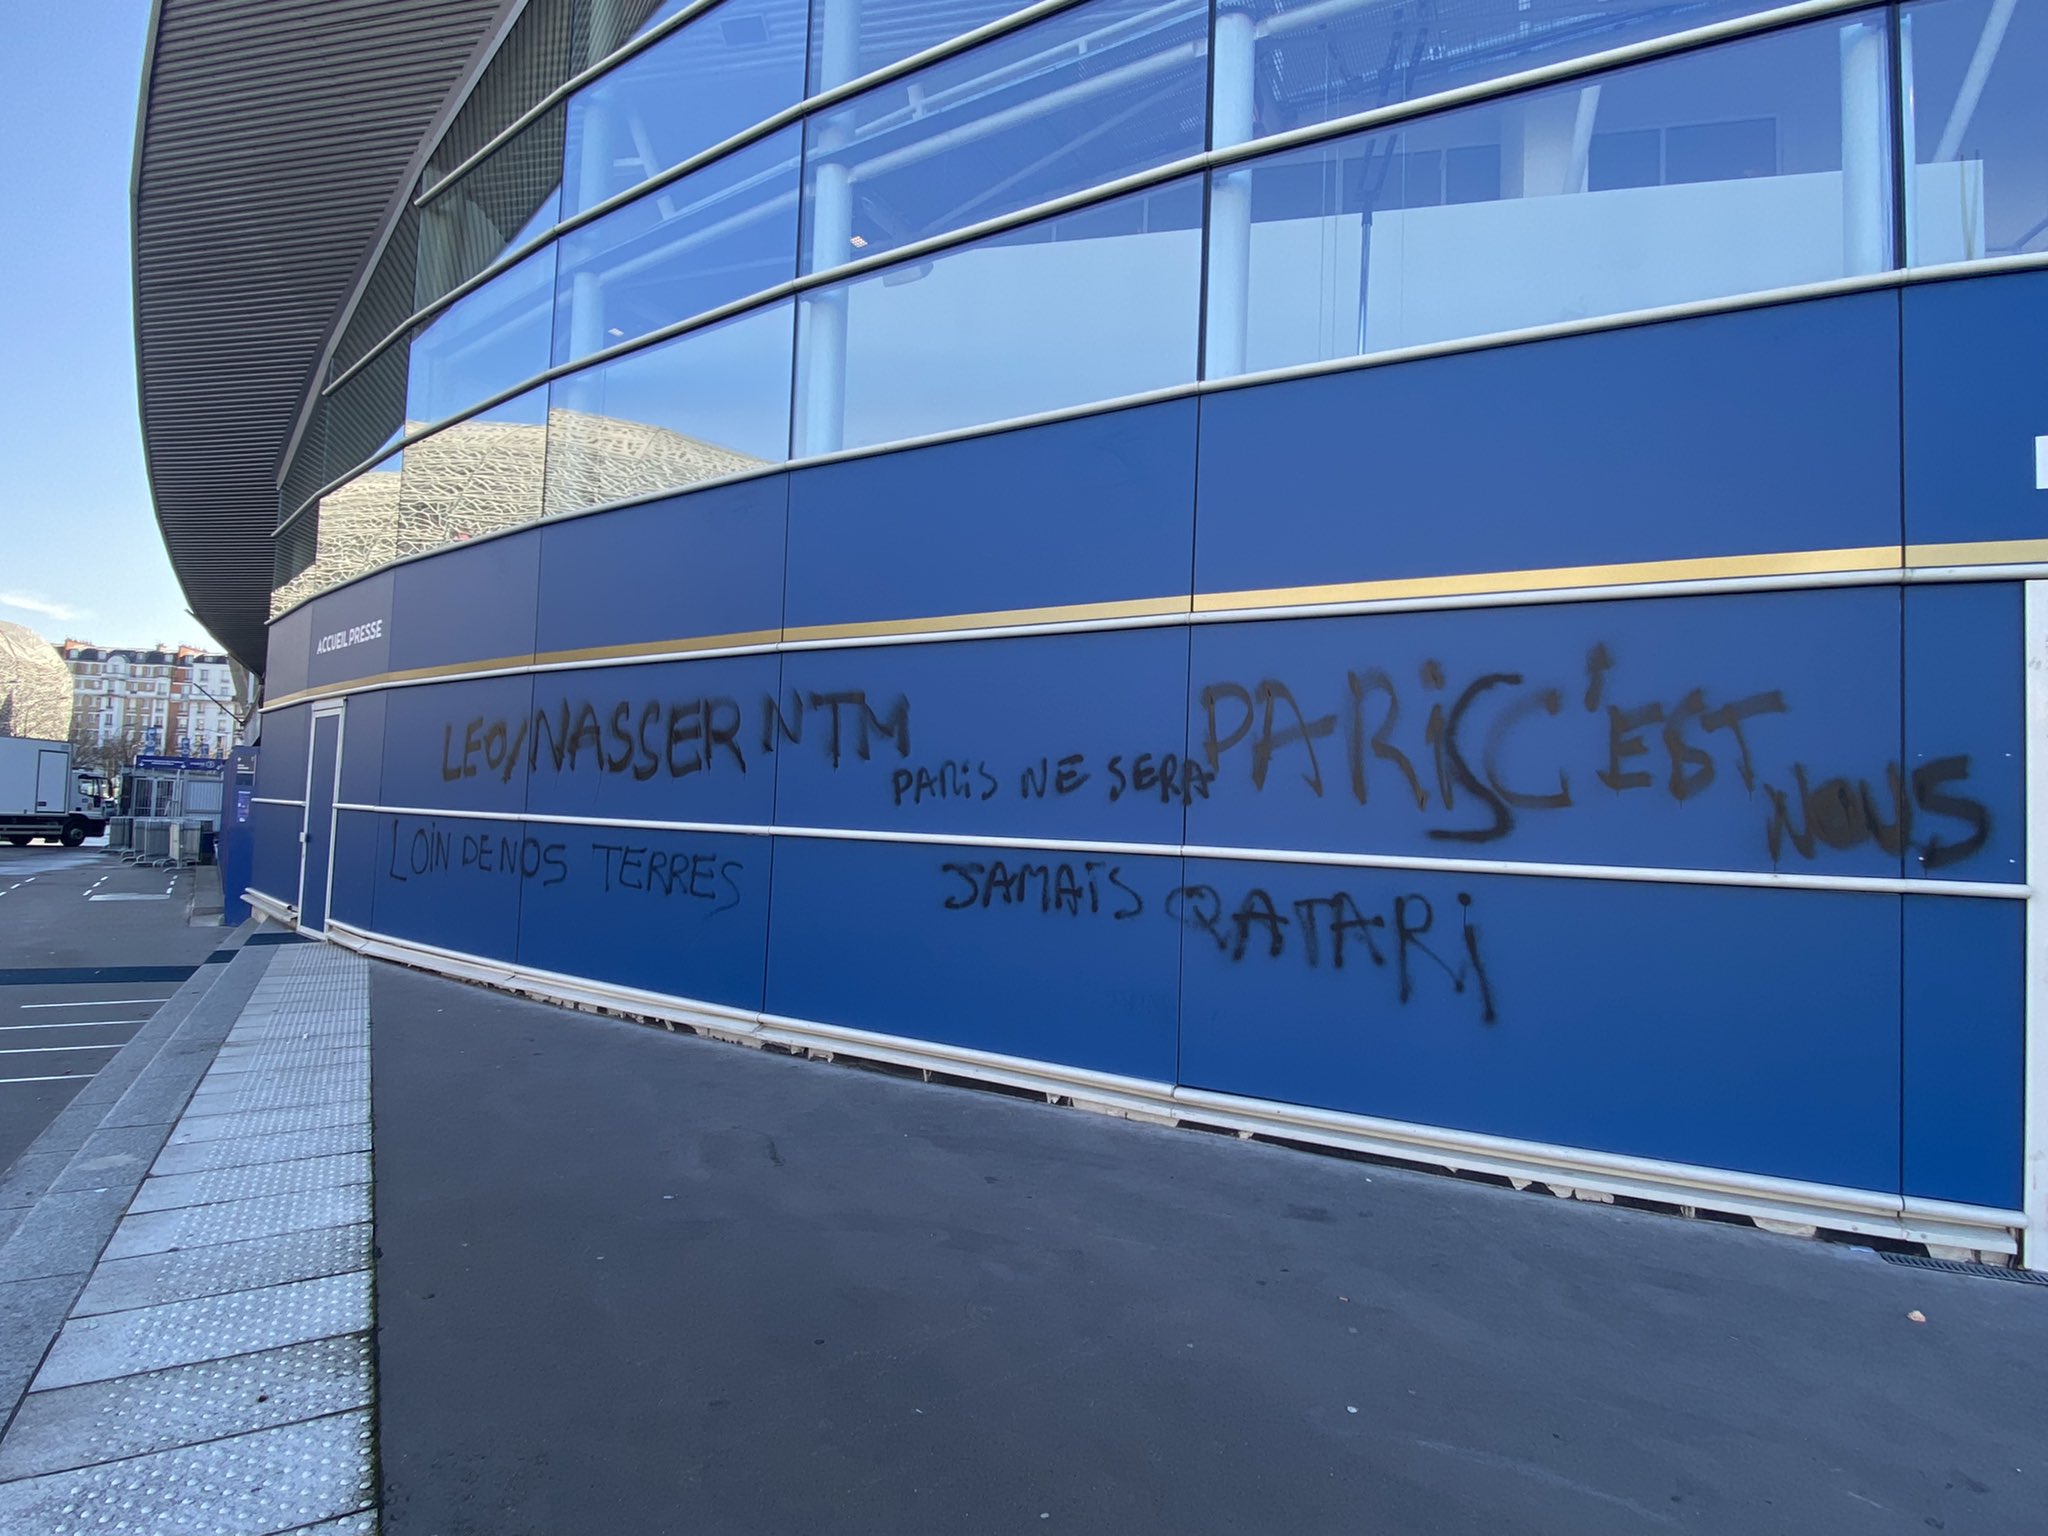 ACCUEIL PRESSE
LEO/NASSER NTM
LOIN DE NOS TERRES
PARiS NE SERA
JAMAiS QATARi
PARiS C'EST
NOUS